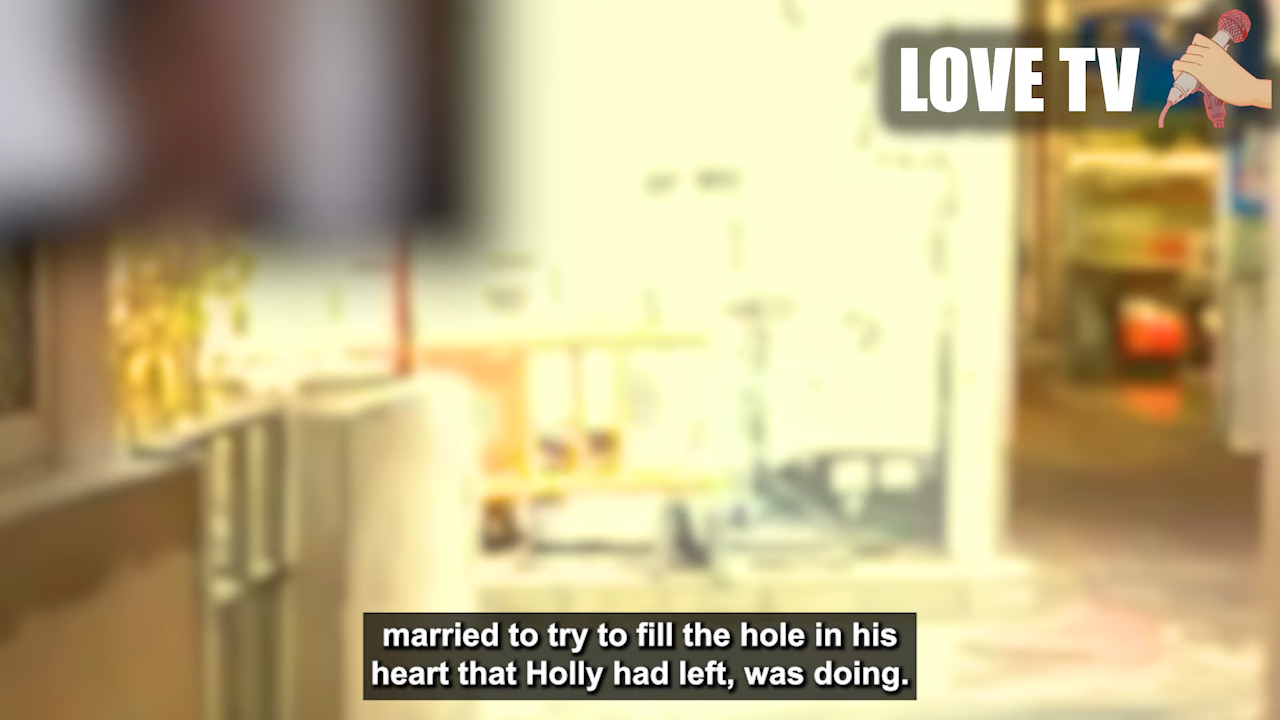 LOVE TV
married to try to fill the hole in his
heart that Holly had left, was doing.